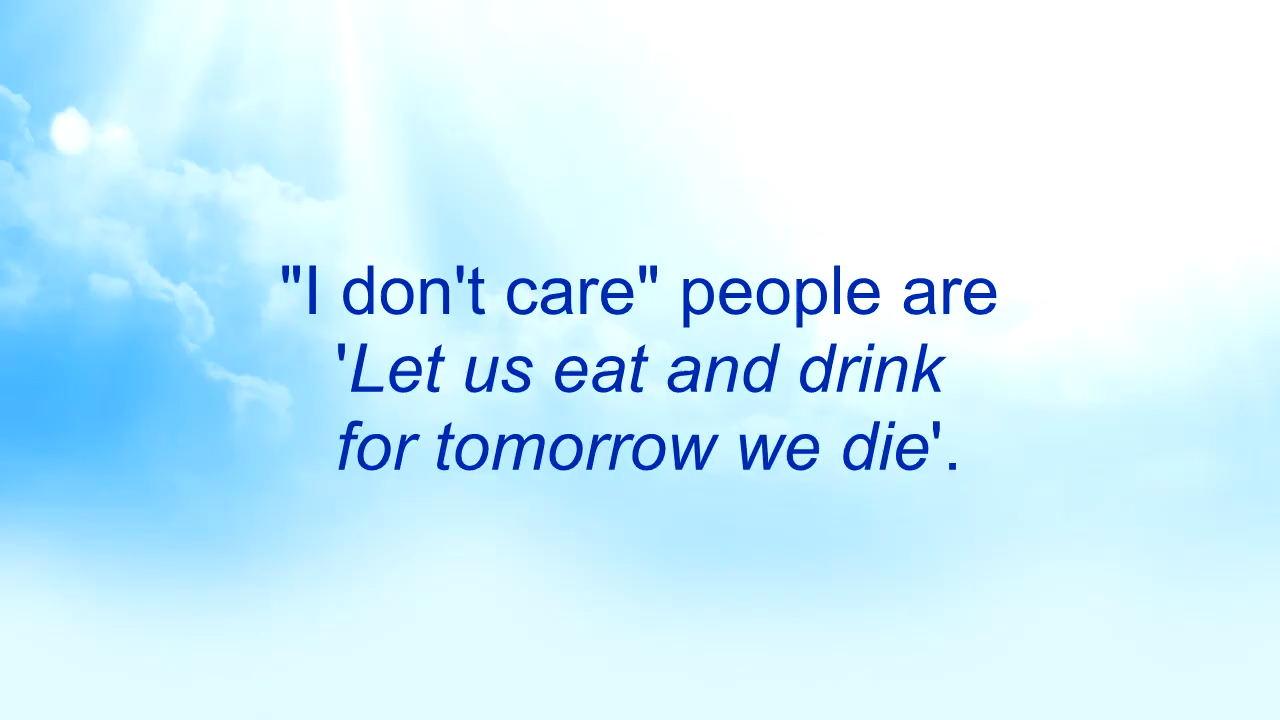 "I don't care" people are
'Let us eat and drink
for tomorrow we die'.